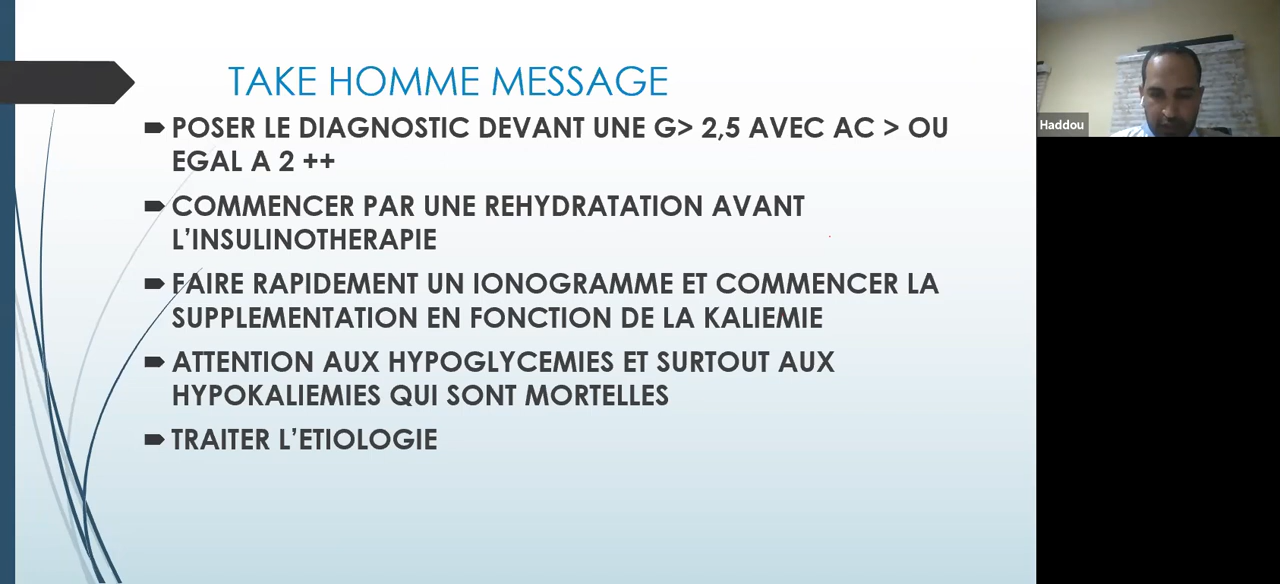 TAKE HOMME MESSAGE
POSER LE DIAGNOSTIC DEVANT UNE G> 2,5 AVEC AC > OU
EGAL A 2 ++
COMMENCER PAR UNE REHYDRATATION AVANT
L'INSULINOTHERAPIE
FAIRE RAPIDEMENT UN IONOGRAMME ET COMMENCER LA
SUPPLEMENTATION EN FONCTION DE LA KALIEMIE
ATTENTION AUX HYPOGLYCEMIES ET SURTOUT AUX
HYPOKALIEMIES QUI SONT MORTELLES
TRAITER L'ETIOLOGIE
Haddou